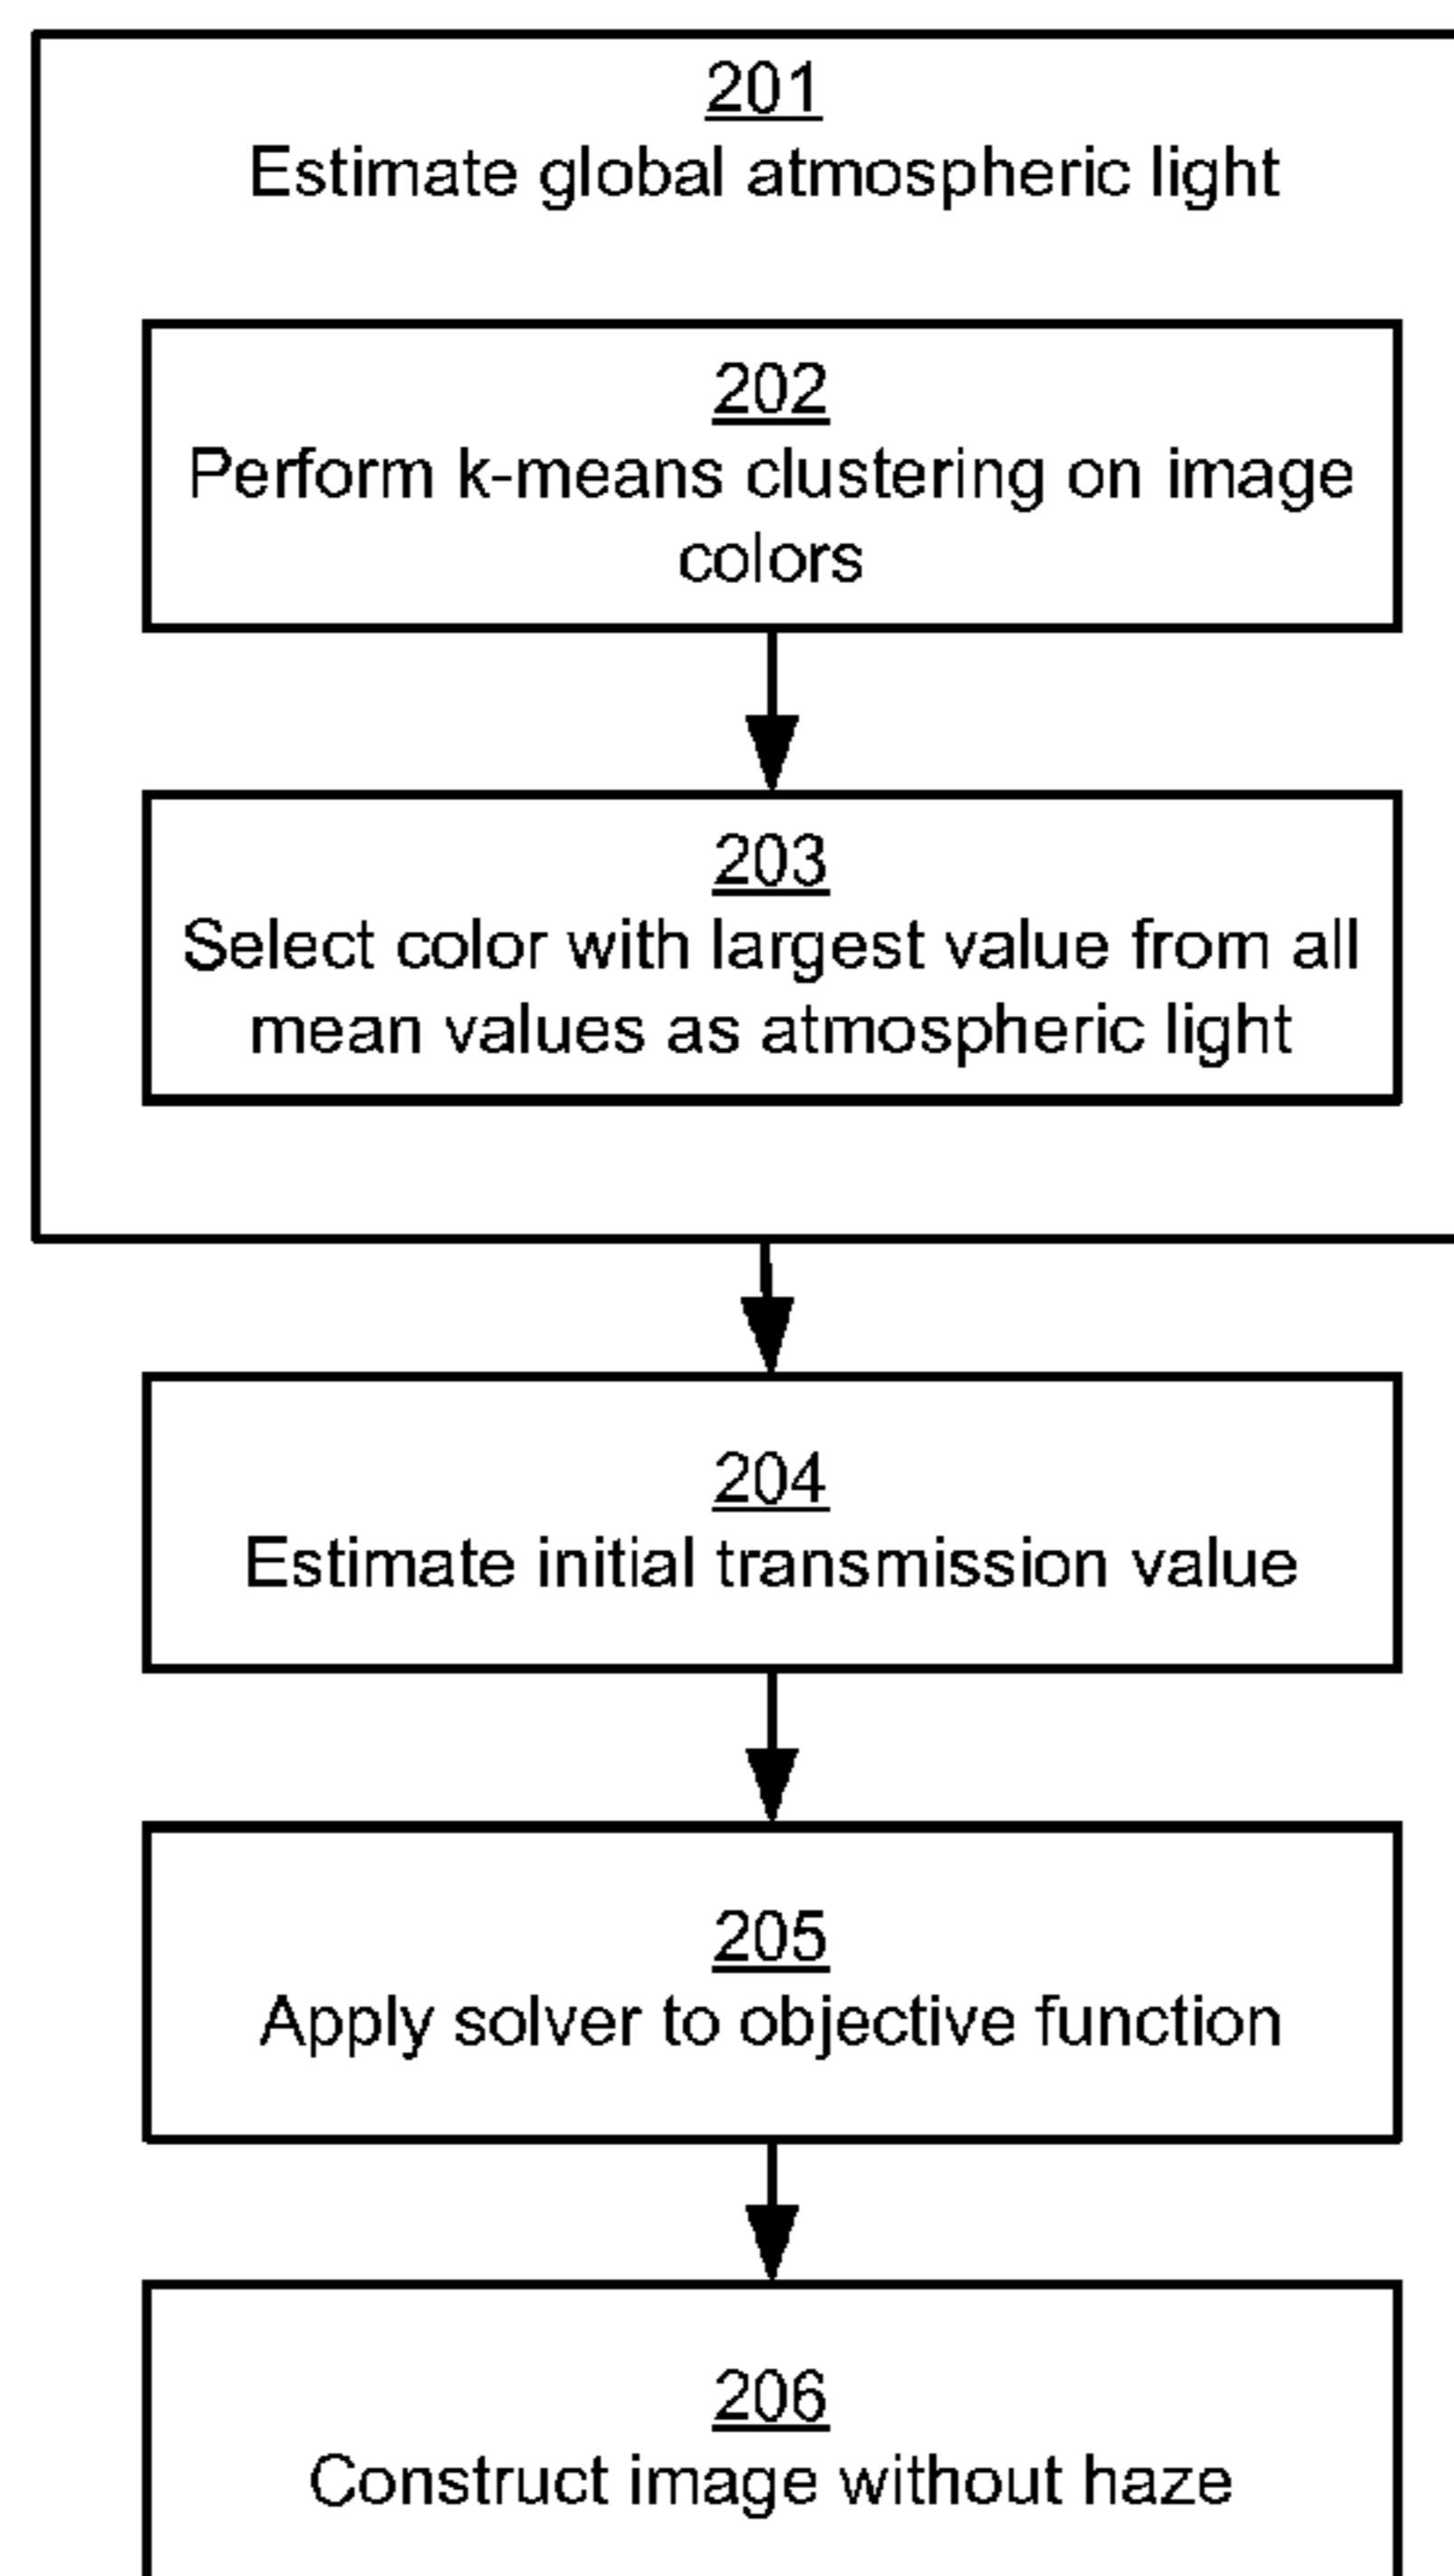 201
Estimate global atmospheric light
202
Perform k-means clustering on image
colors
203
Select color with largest value from all
mean values as atmospheric light
204
Estimate initial transmission value
205
Apply solver to objective function
206
Construct image without haze